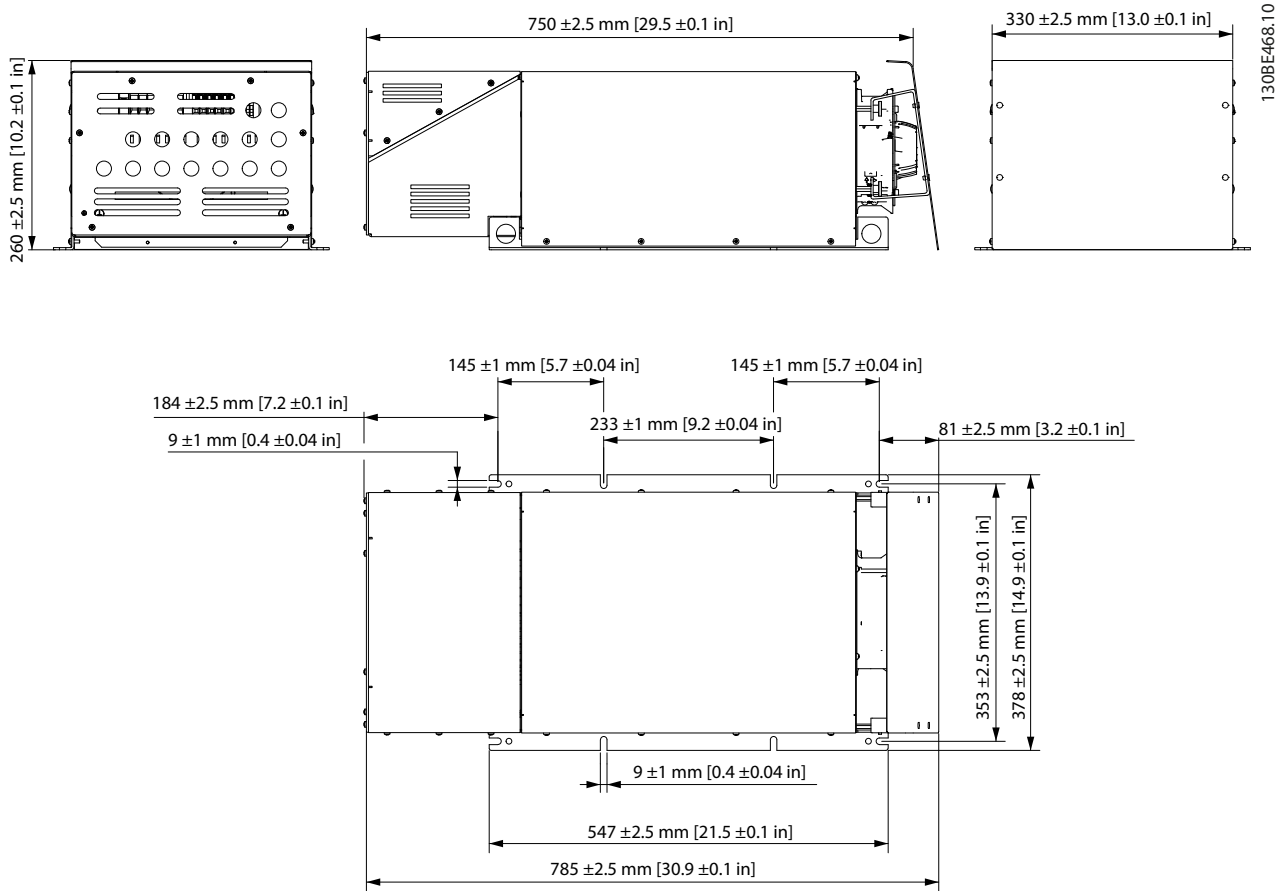 750 ±2.5 mm [29.5 ±0.1 in]
330 ±2.5 mm [13.0 ±0.1 in]
130BE468.10
260 ±2.5 mm [10.2 ±0.1 in]
145 ±1 mm [5.7 ±0.04 in]
145 ±1 mm [5.7 ±0.04 in]
184 ±2.5 mm [7.2 ±0.1 in]
233 ±1 mm [9.2 ±0.04 in]
81 ±2.5 mm [3.2 ±0.1 in]
9 ±1 mm [0.4 ±0.04 in]
353 ±2.5 mm [13.9 ±0.1 in]
378 ±2.5 mm [14.9 ±0.1 in]
9 ±1 mm [0.4 ±0.04 in]
547 ±2.5 mm [21.5 ±0.1 in]
785 ±2.5 mm [30.9 ±0.1 in]